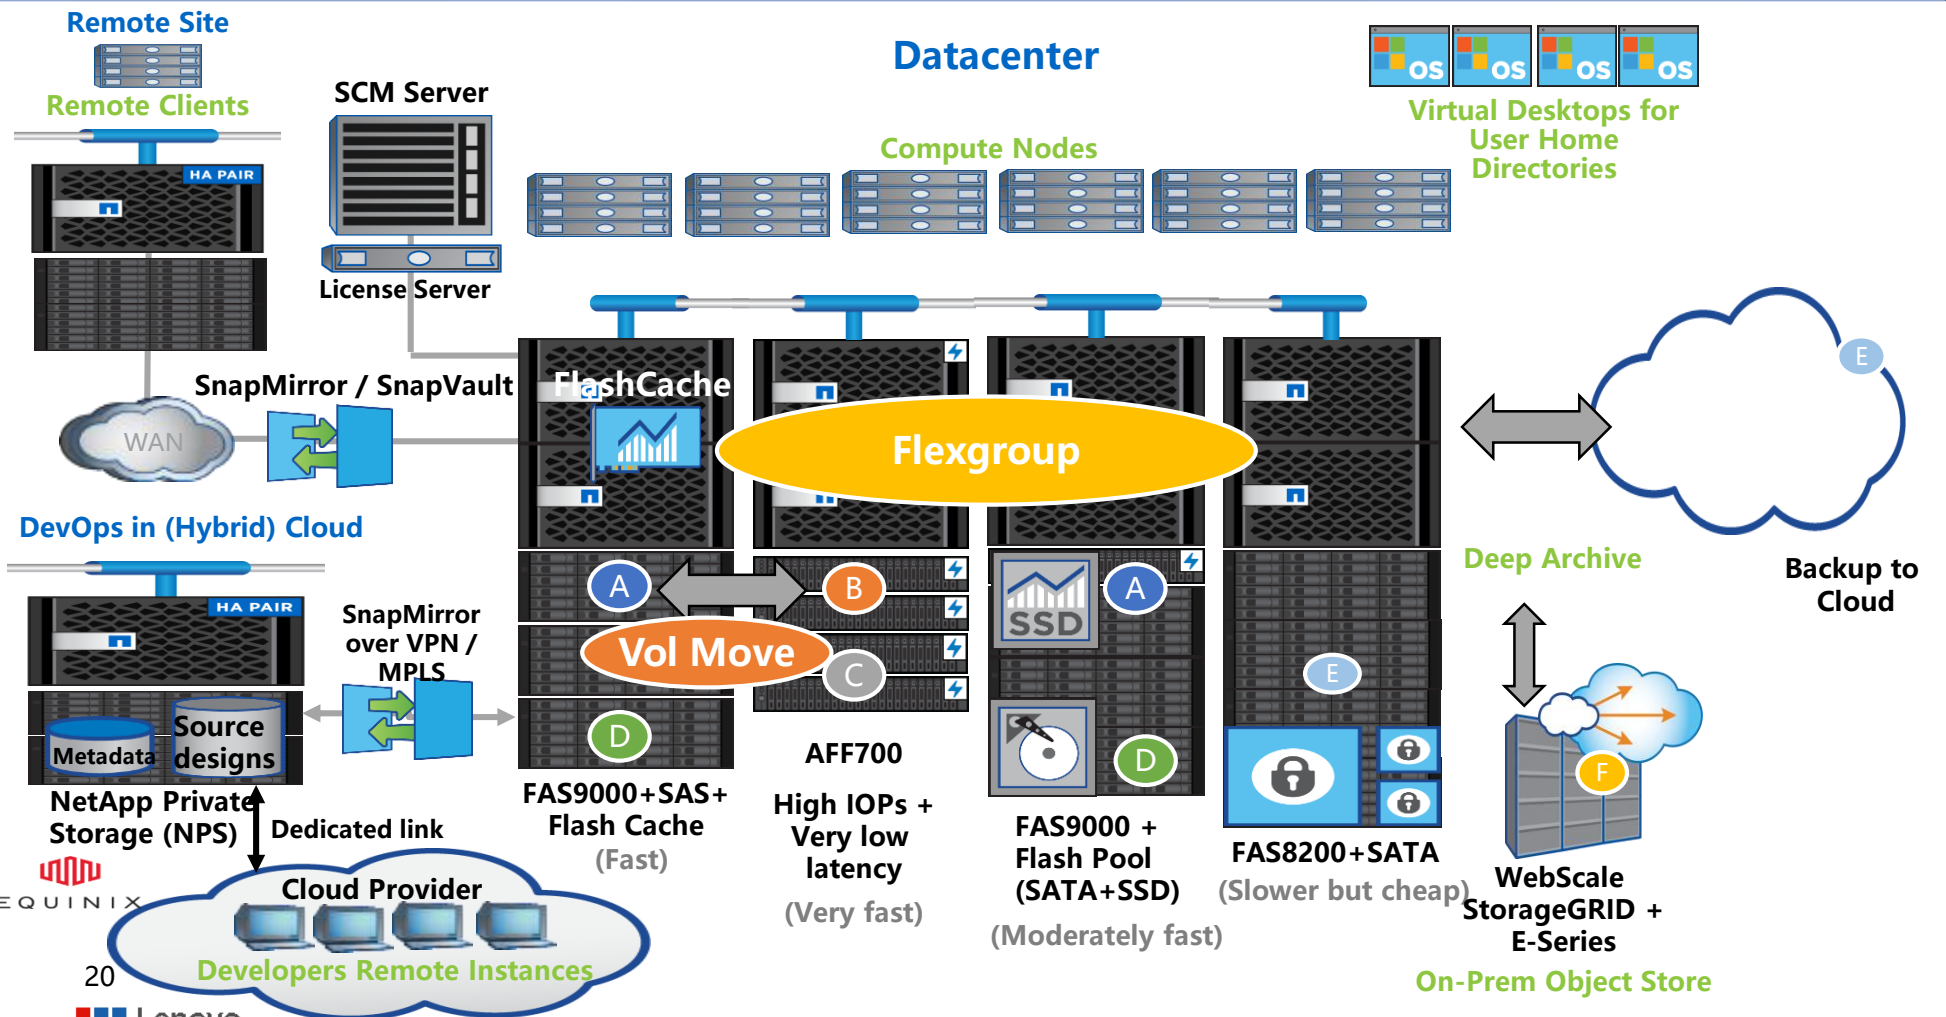 Remote Site
Remote Clients
HA PAIR
SCM Server
License Server
Datacenter
Compute Nodes
OS
OS
OS
OS
Virtual Desktops for
User Home
Directories
SnapMirror / SnapVault
WAN
FlashCache
Flexgroup
E
Backup to
Cloud
Deep Archive
DevOps in (Hybrid) Cloud
HA PAIR
SnapMirror
over VPN /
MPLS
Metadata
Source
designs
NetApp Private
Storage (NPS)
Dedicated link
EQUINIX
Cloud Provider
Developers Remote Instances
A
B
Vol Move
C
D
SSD
A
D
E
F
FAS9000+SAS+
Flash Cache
(Fast)
AFF700
High IOPs +
Very low
latency
(Very fast)
FAS9000 +
Flash Pool
(SATA+SSD)
(Moderately fast)
FAS8200+SATA
(Slower but cheap)
WebScale
StorageGRID +
E-Series
On-Prem Object Store
20
Lenovo